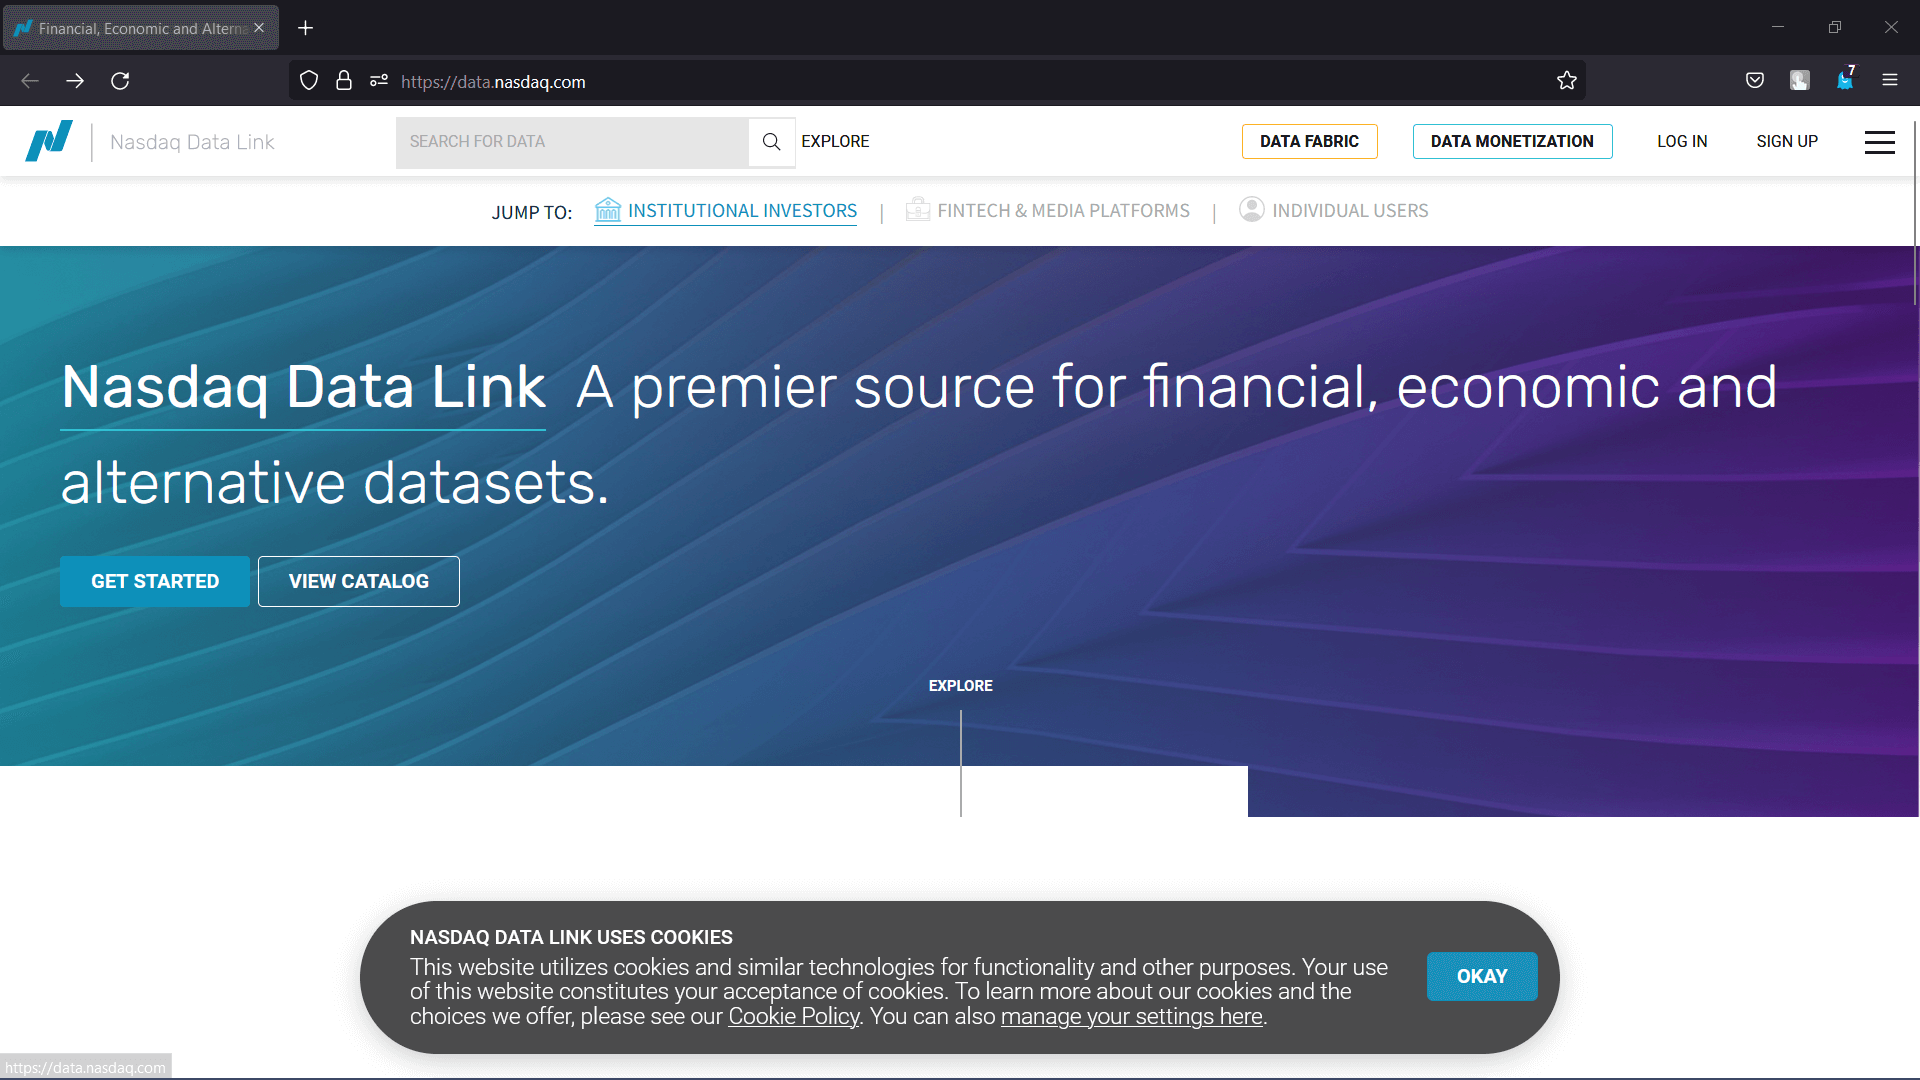 Financial, Economic and Alterna
7
https://data.nasdaq.com
Nasdaq Data Link
SEARCH FOR DATA
EXPLORE
DATA FABRIC
DATA MONETIZATION
LOG IN
SIGN UP
JUMP TO:
INSTITUTIONAL INVESTORS
|
FINTECH & MEDIA PLATFORMS
|
INDIVIDUAL USERS
Nasdaq Data Link A premier source for financial, economic and
alternative datasets.
GET STARTED
VIEW CATALOG
EXPLORE
NASDAQ DATA LINK USES COOKIES
This website utilizes cookies and similar technologies for functionality and other purposes. Your use
of this website constitutes your acceptance of cookies. To learn more about our cookies and the
choices we offer, please see our Cookie Policy. You can also manage your settings here.
OKAY
https://data.nasdaq.com